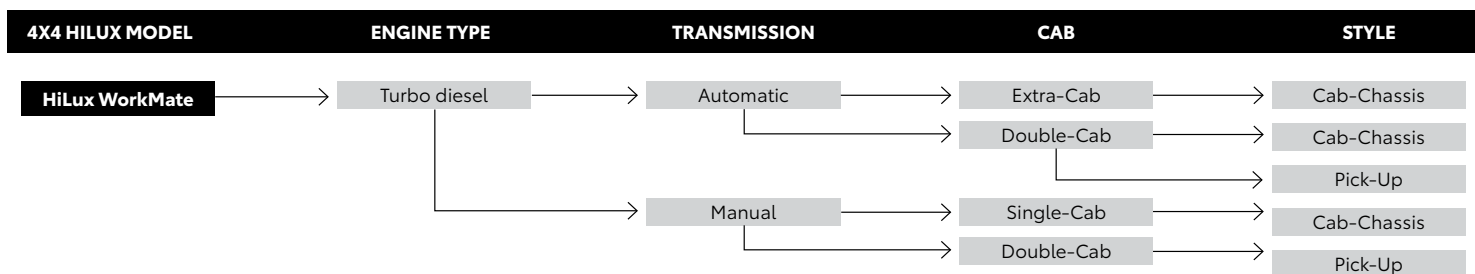 4X4 HILUX MODEL ENGINE TYPE TRANSMISSION CAB STYLE
HiLux WorkMate Turbo diesel Automatic Extra-Cab Cab-Chassis
Double-Cab Cab-Chassis
Pick-Up
Manual Single-Cab Cab-Chassis
Double-Cab Pick-Up